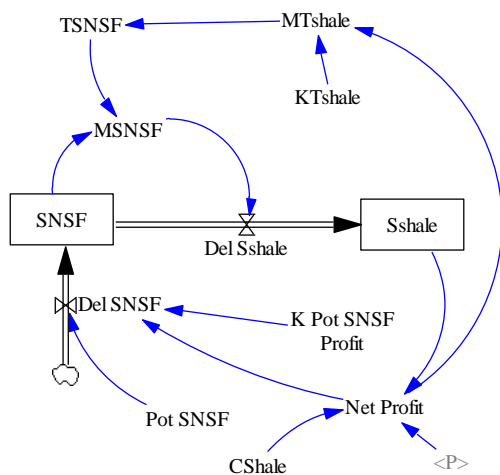 TSNSF
MTshale
KTshale
MSNSF
SNSF
Sshale
Del Sshale
Del SNSF
K Pot SNSF
Profit
Pot SNSF
Net Profit
CShale
<P>